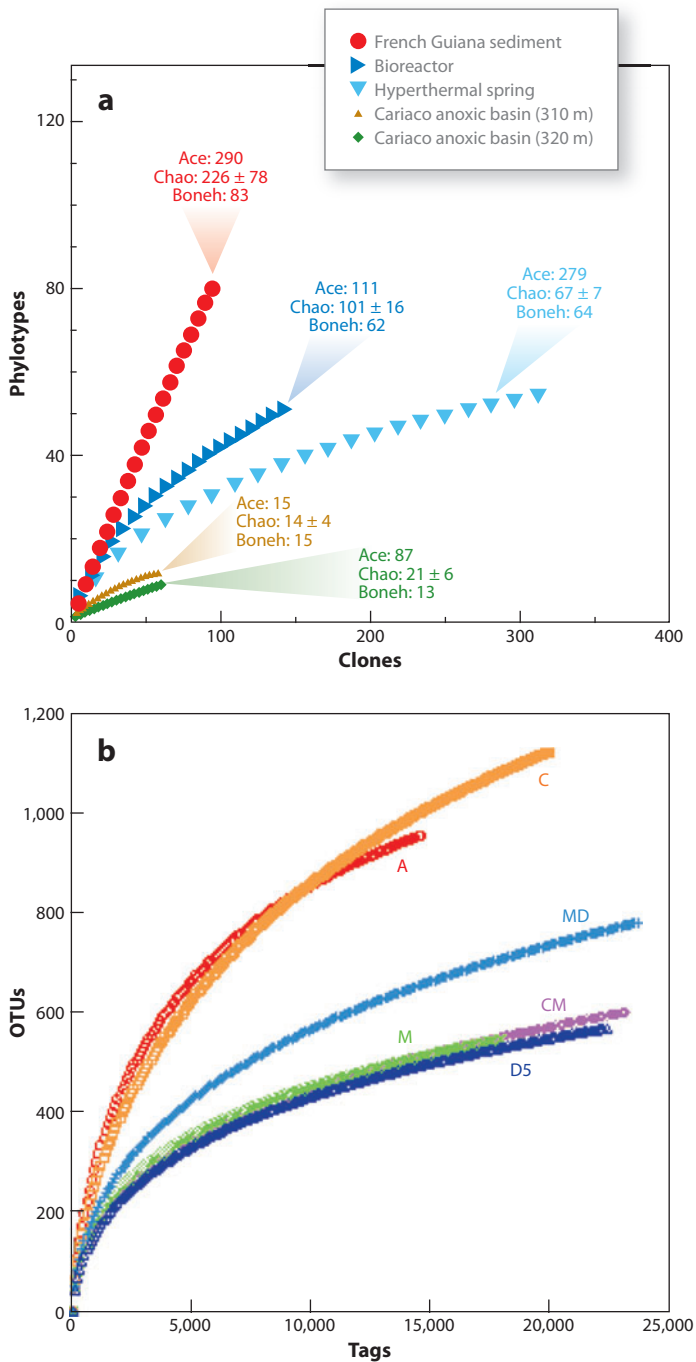 French Guiana sediment
Bioreactor
Hyperthermal spring
Cariaco anoxic basin (310 m)
Cariaco anoxic basin (320 m)
a
120
80
40
0
Phylotypes
Ace: 290
Chao: 226 ± 78
Boneh: 83
Ace: 111
Chao: 101 ± 16
Boneh: 62
Ace: 279
Chao: 67 ± 7
Boneh: 64
Ace: 15
Chao: 14 ± 4
Boneh: 15
Ace: 87
Chao: 21 ± 6
Boneh: 13
0
100
200
300
400
Clones
b
1,200
1,000
800
600
400
200
0
OTUs
C
A
MD
CM
M
D5
0
5,000
10,000
15,000
20,000
25,000
Tags